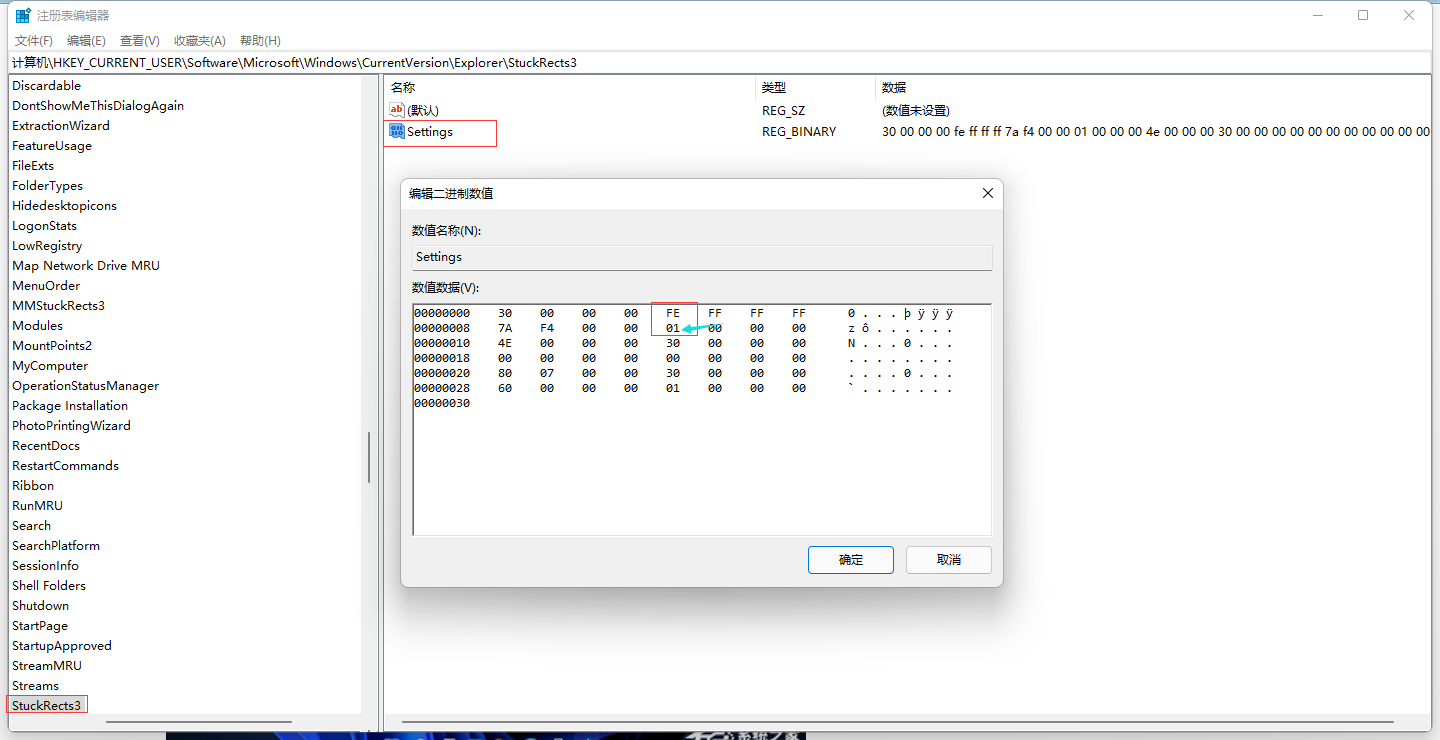 注册表编辑器
文件(F) 编辑(E) 查看(V) 收藏夹(A) 帮助(H)
计算机\HKEY_CURRENT_USER\Software\Microsoft\Windows\CurrentVersion\Explorer\StuckRects3
Discardable
DontShowMeThisDialogAgain
ExtractionWizard
FeatureUsage
FileExts
FolderTypes
Hidedesktopicons
LogonStats
LowRegistry
Map Network Drive MRU
MenuOrder
MMStuckRects3
Modules
MountPoints2
MyComputer
OperationStatusManager
Package Installation
PhotoPrintingWizard
RecentDocs
RestartCommands
Ribbon
RunMRU
Search
SearchPlatform
SessionInfo
Shell Folders
Shutdown
StartPage
StartupApproved
StreamMRU
Streams
StuckRects3
名称 类型 数据
ab (默认) REG_SZ (数值未设置)
Settings REG_BINARY 30 00 00 00 fe ff ff ff 7a f4 00 00 01 00 00 00 4e 00 00 00 30 00 00 00 00 00 00 00 00 00 00
编辑二进制数值
数值名称(N):
Settings
数值数据(V):
00000000 30 00 00 00 FE FF FF FF 0 . . . þ ÿ ÿ ÿ
00000008 7A F4 00 00 01 00 00 00 z ô . . . . . .
00000010 4E 00 00 00 30 00 00 00 N . . . 0 . . .
00000018 00 00 00 00 00 00 00 00 . . . . . . . .
00000020 80 07 00 00 30 00 00 00 . . . . 0 . . .
00000028 60 00 00 00 01 00 00 00 ` . . . . . . .
00000030
确定 取消